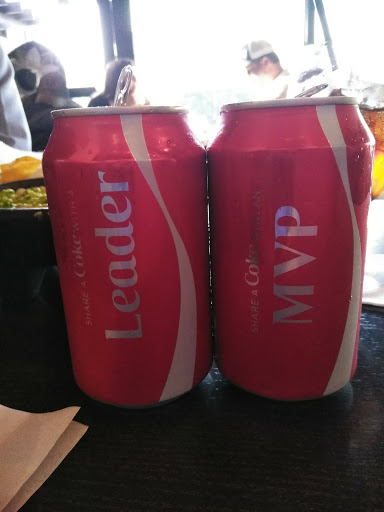 SHARE A Coke WITH A
Leader
SHARE A Coke WITH AN
MVP